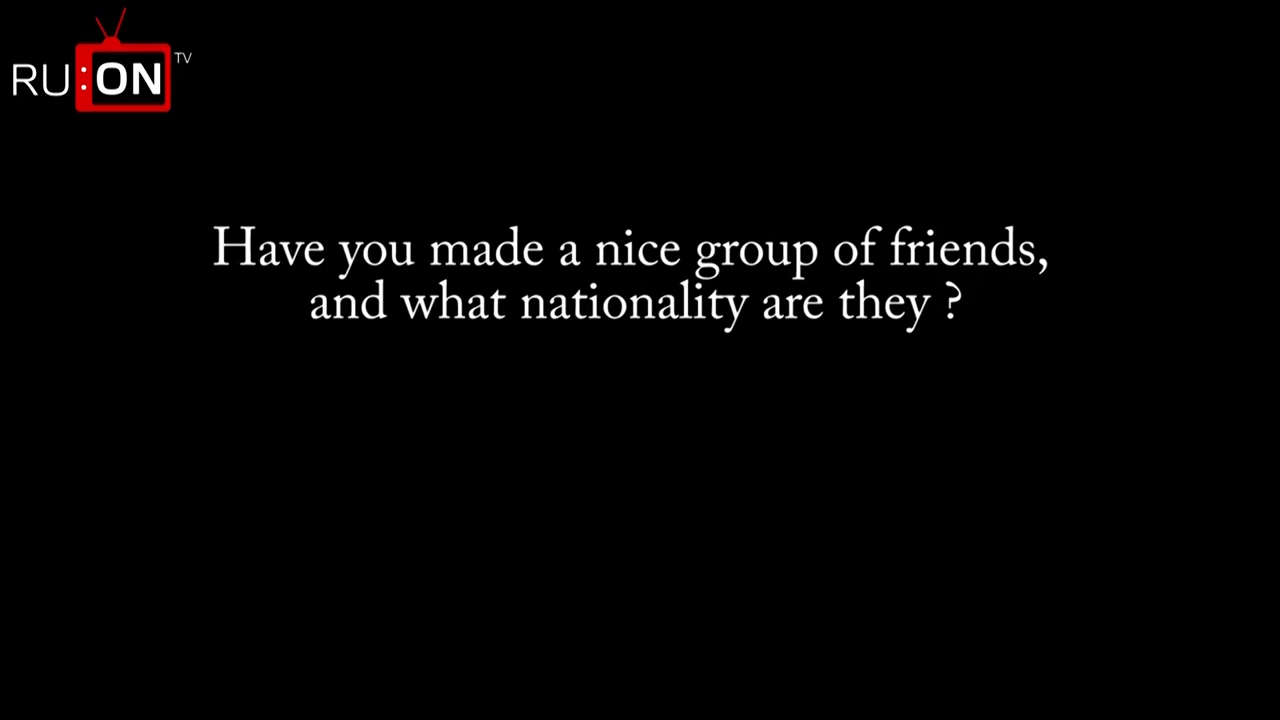 RU:ON TV
Have you made a nice group of friends,
and what nationality are they ?